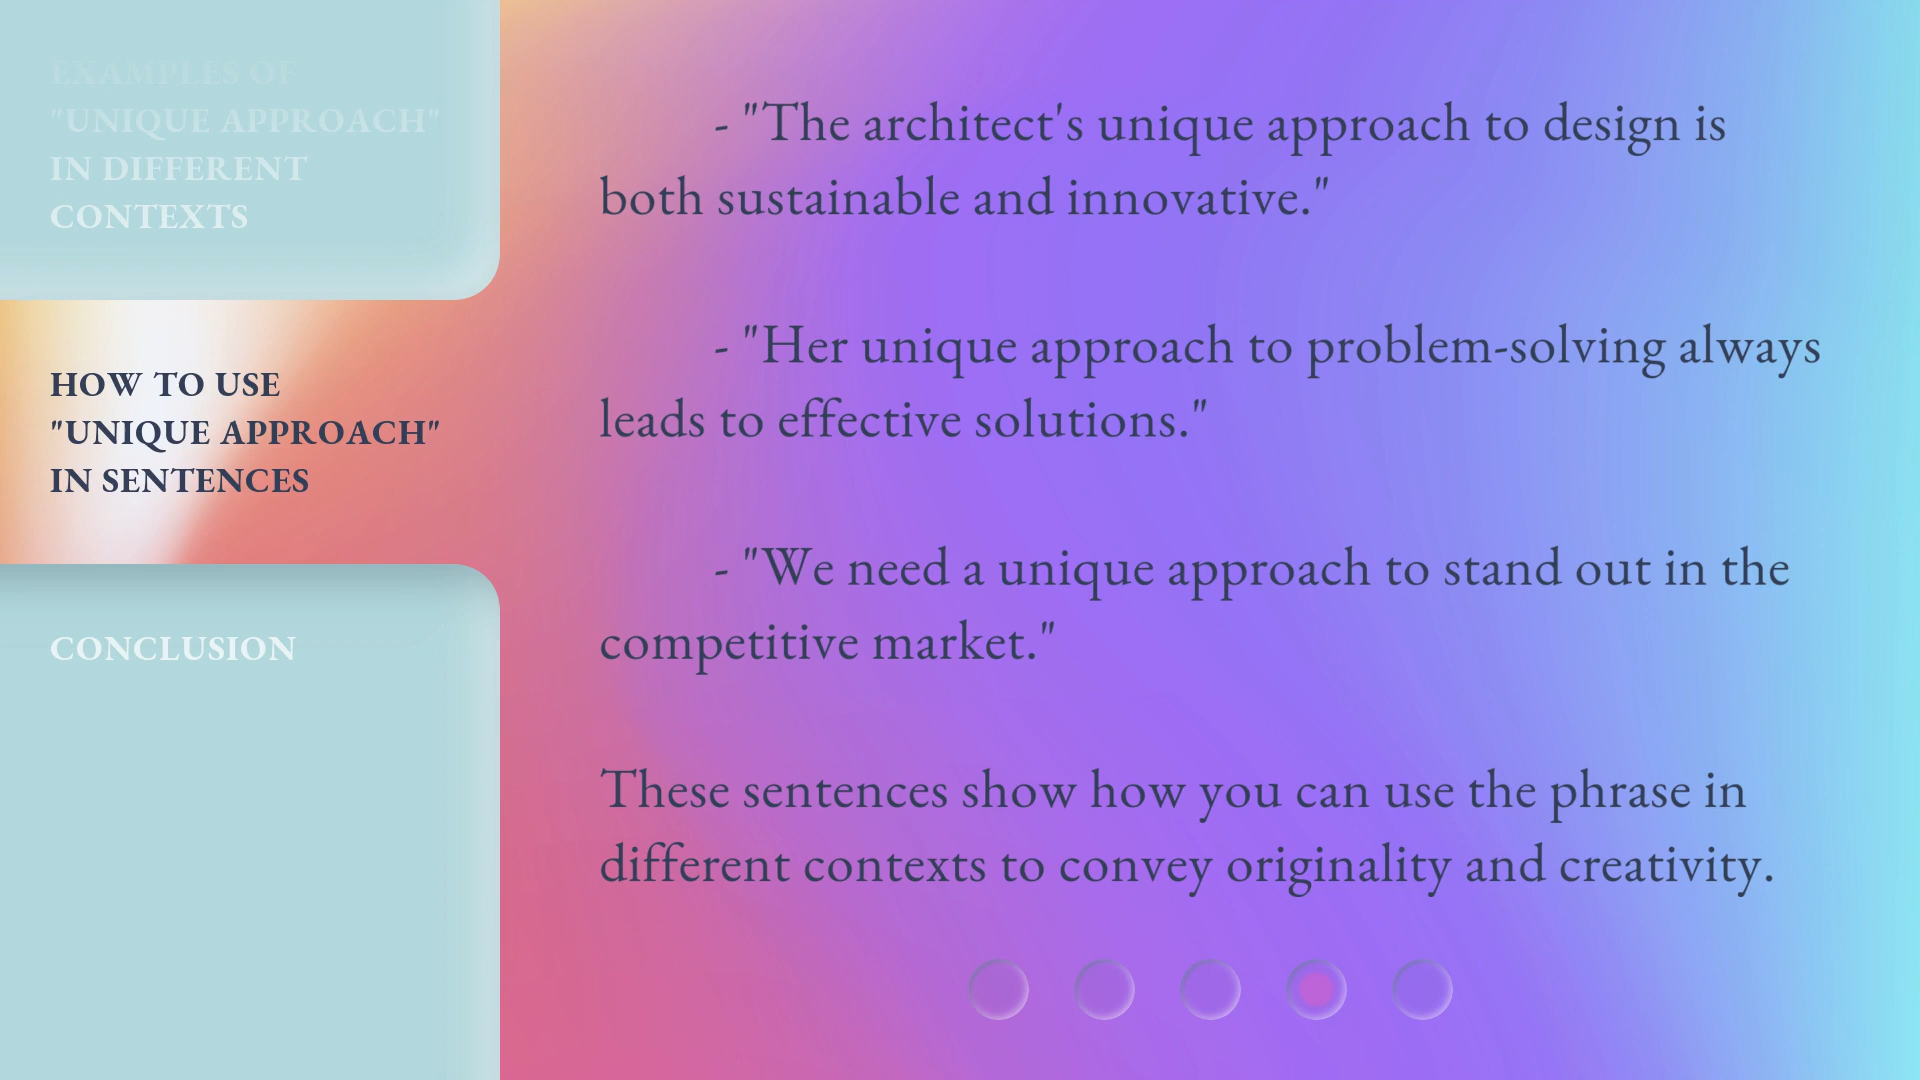 EXAMPLES OF
"UNIQUE APPROACH"
IN DIFFERENT
CONTEXTS
HOW TO USE
"UNIQUE APPROACH"
IN SENTENCES
CONCLUSION
- "The architect's unique approach to design is
both sustainable and innovative."
- "Her unique approach to problem-solving always
leads to effective solutions."
- "We need a unique approach to stand out in the
competitive market."
These sentences show how you can use the phrase in
different contexts to convey originality and creativity.